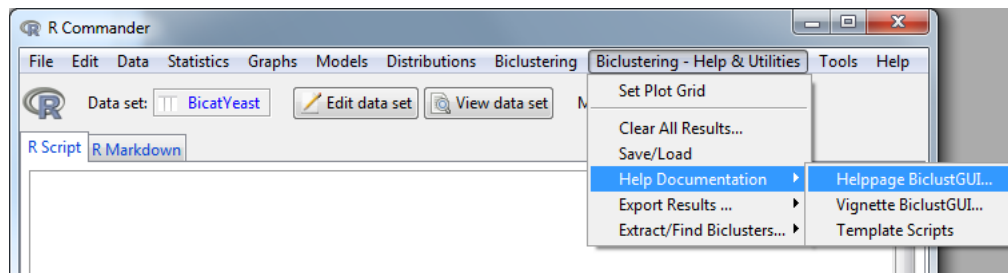 R Commander
File Edit Data Statistics Graphs Models Distributions Biclustering Biclustering - Help & Utilities Tools Help
Data set: BicatYeast Edit data set View data set M
Set Plot Grid
Clear All Results...
Save/Load
R Script R Markdown
Help Documentation Helppage BiclustGUI...
Export Results ... Vignette BiclustGUI...
Extract/Find Biclusters... Template Scripts